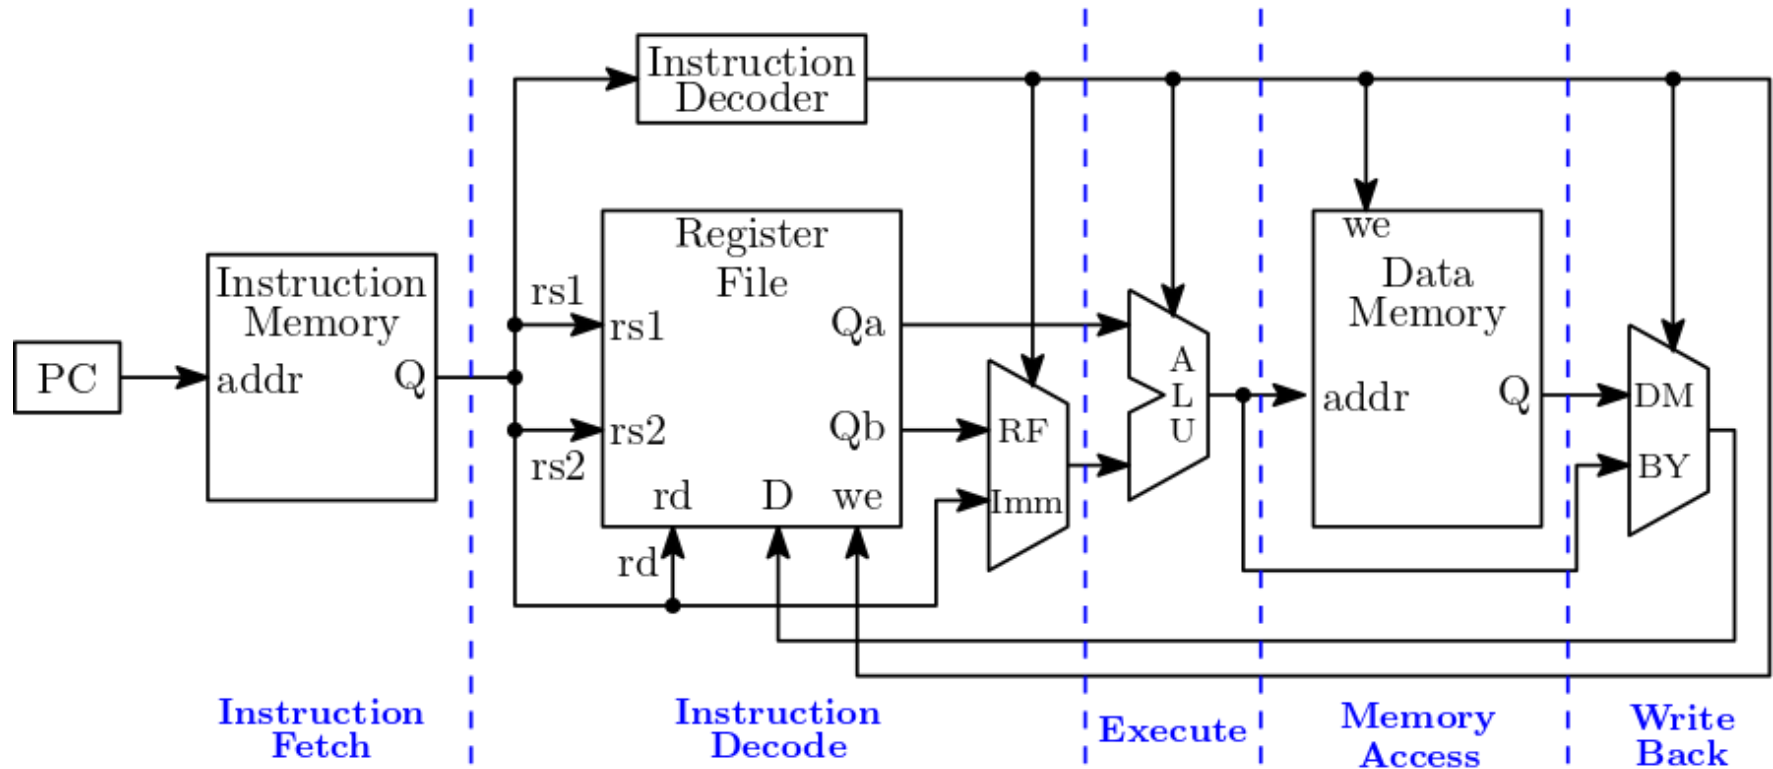 Instruction
Decoder
Register
File
we
Instruction
Memory
rs1
rs1
Qa
Data
Memory
PC
addr
Q
A
L
U
addr
Q
DM
rs2
Qb
RF
BY
rs2
rd
D
we
Imm
rd
Instruction
Fetch
Instruction
Decode
Execute
Memory
Access
Write
Back